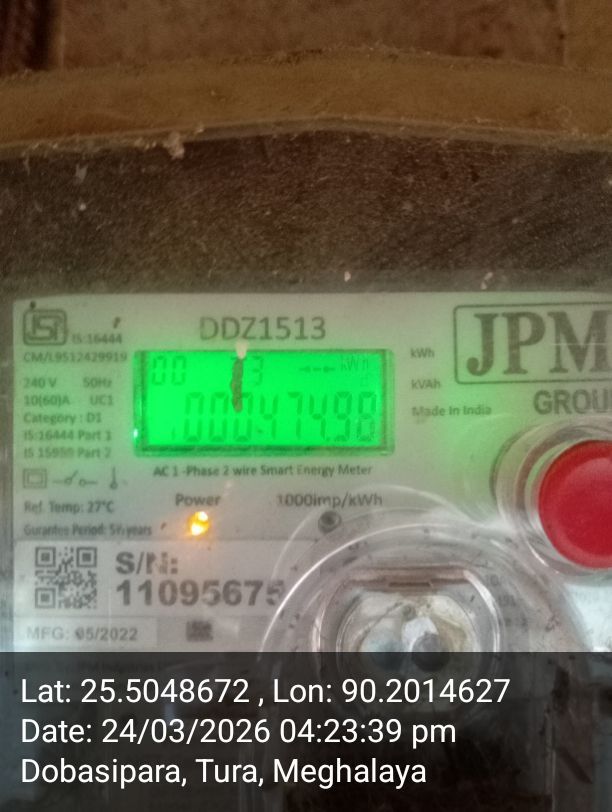 DDZ1513
IS:16444
CM/L9512429919
240 V 50Hz
10(60)A UC1
Category : D1
IS:16444 Part 1
IS 15959 Part 2
00 3 kWh
000474.98
kWh
kVAh
Made in India
JPM
GROU
AC 1-Phase 2 wire Smart Energy Meter
Ref. Temp: 27°C
Power
1000imp/kWh
Gurantee Period: 5½ years
S/N:
11095675
MFG: 05/2022
Lat: 25.5048672 , Lon: 90.2014627
Date: 24/03/2026 04:23:39 pm
Dobasipara, Tura, Meghalaya